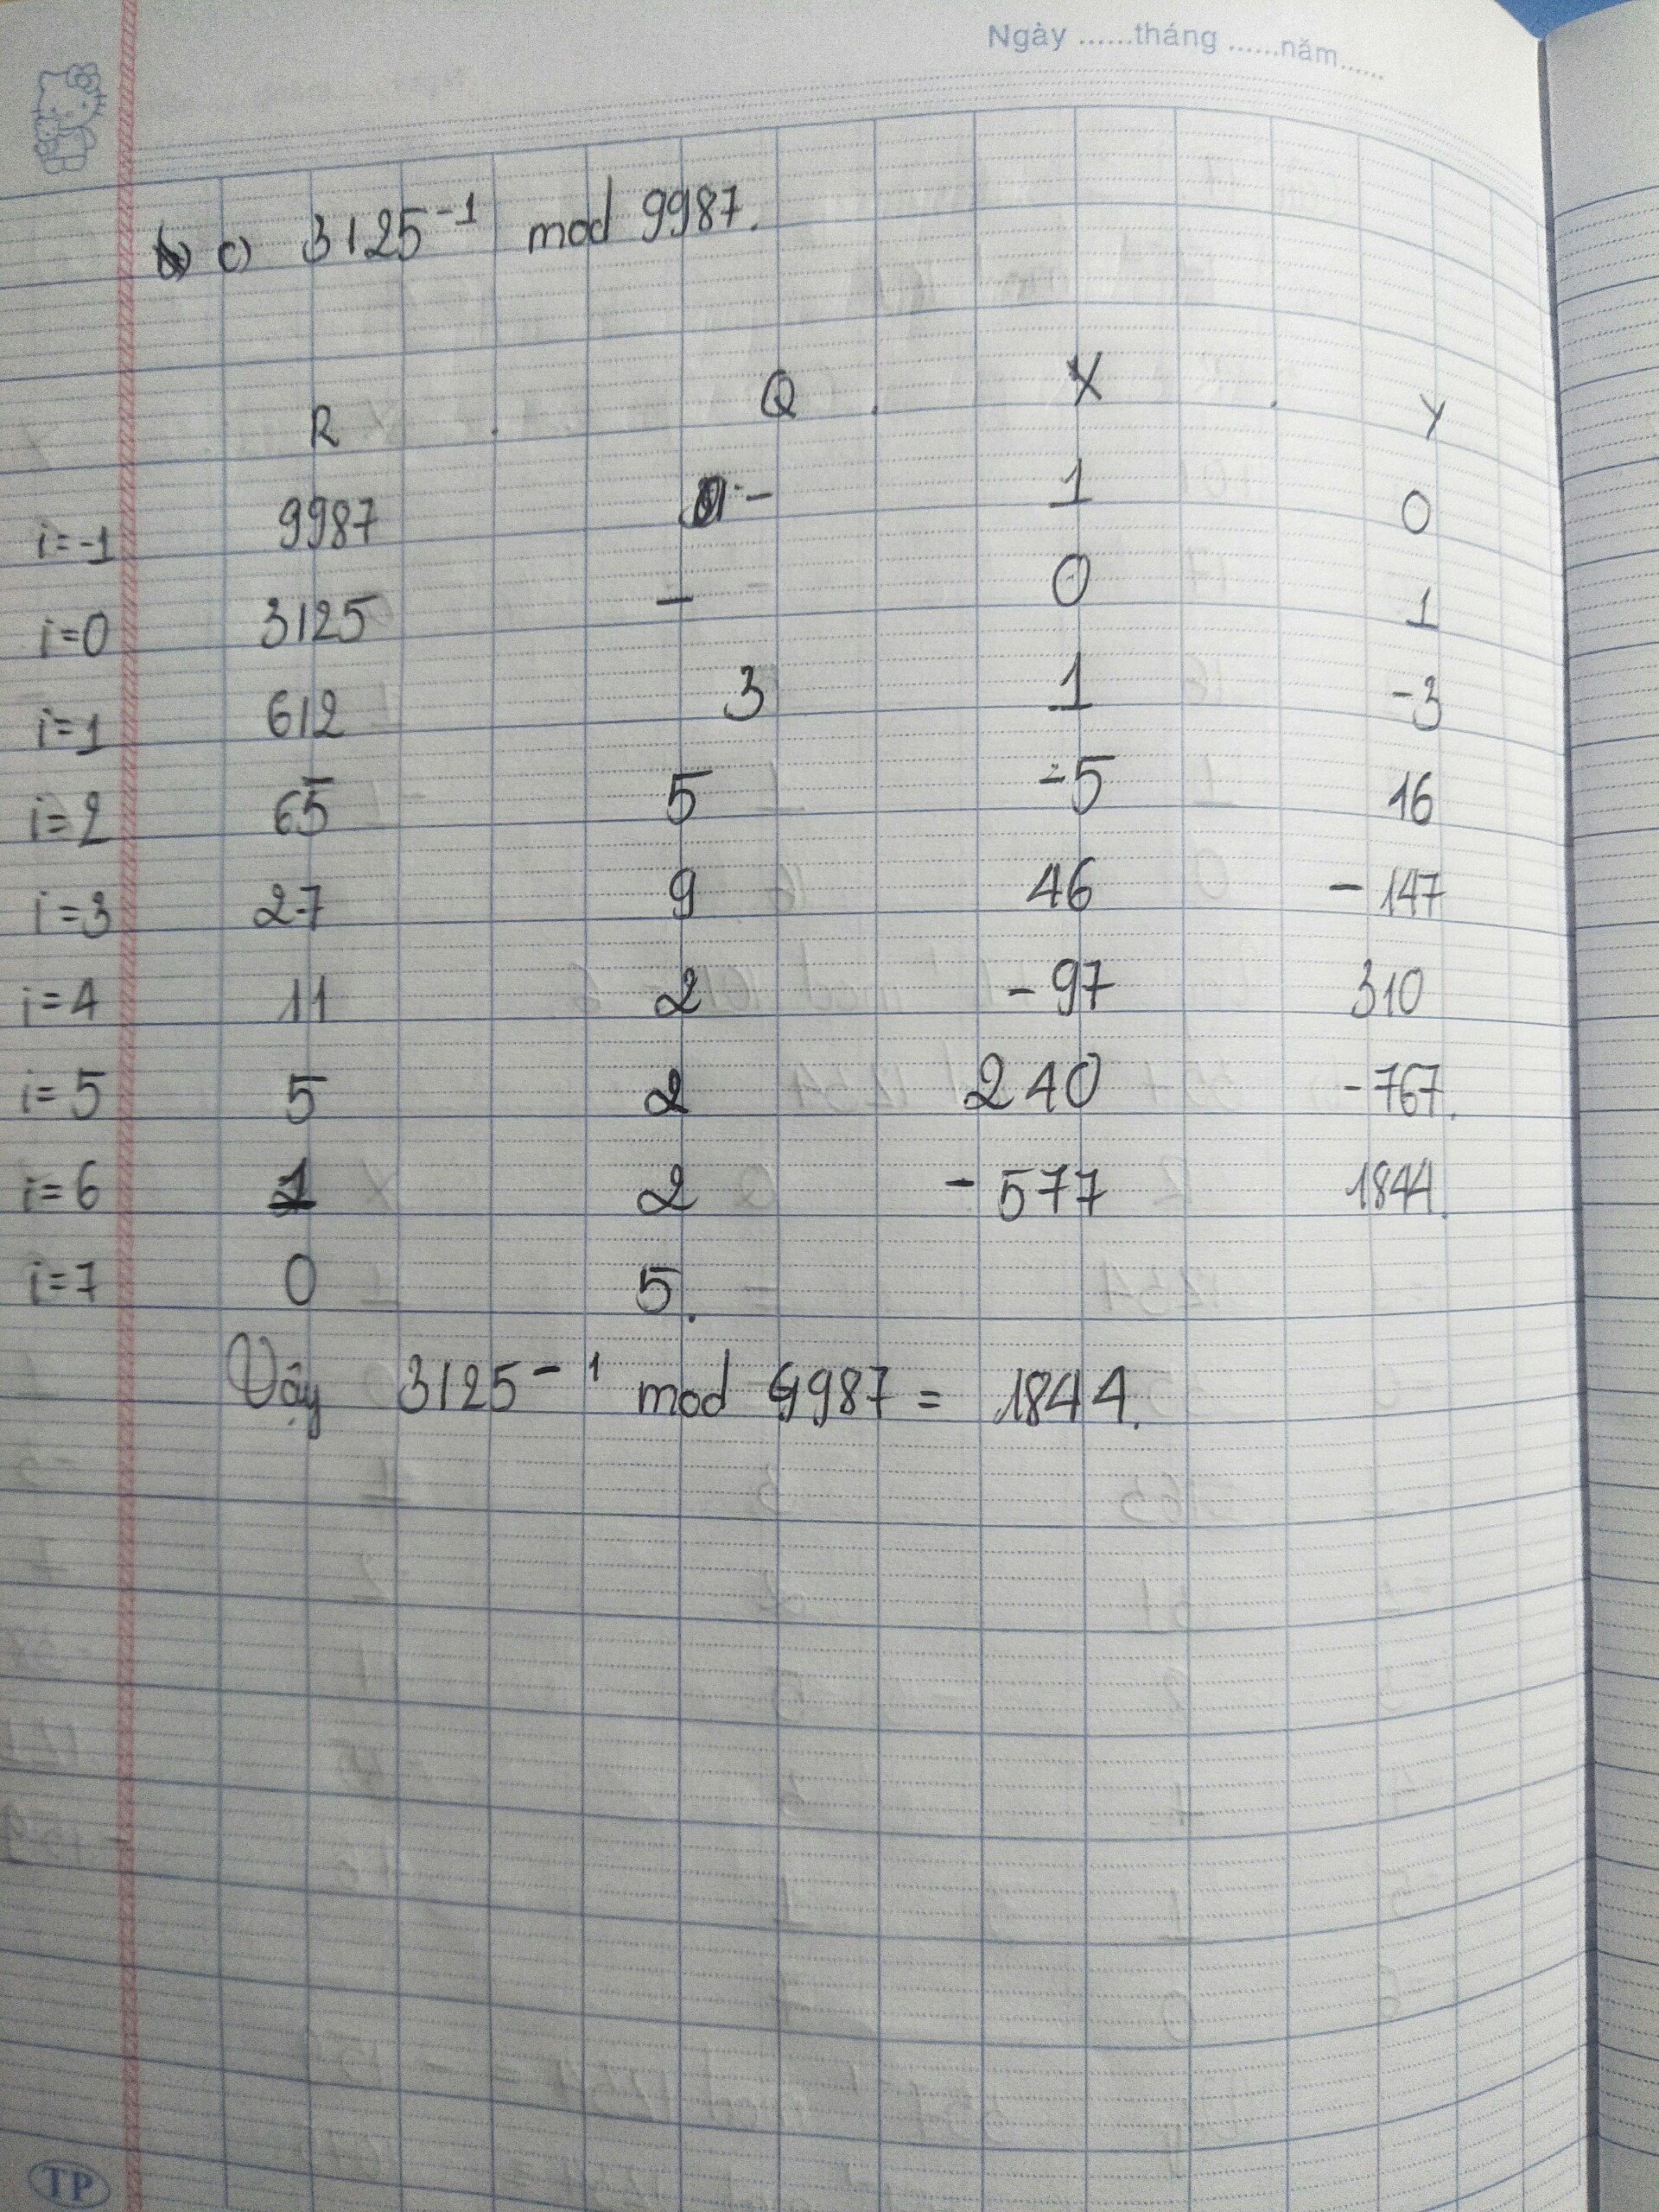 Ngày ......tháng ......năm......
c) 3125⁻¹ mod 9987.
R Q X Y
i=-1 9987 - 1 0
i=0 3125 - 0 1
i=1 612 3 1 -3
i=2 65 5 -5 16
i=3 27 9 46 -147
i=4 11 2 -97 310
i=5 5 2 240 -767.
i=6 1 2 -577 1844.
i=7 0 5.
Vậy 3125⁻¹ mod 9987 = 1844.
TP